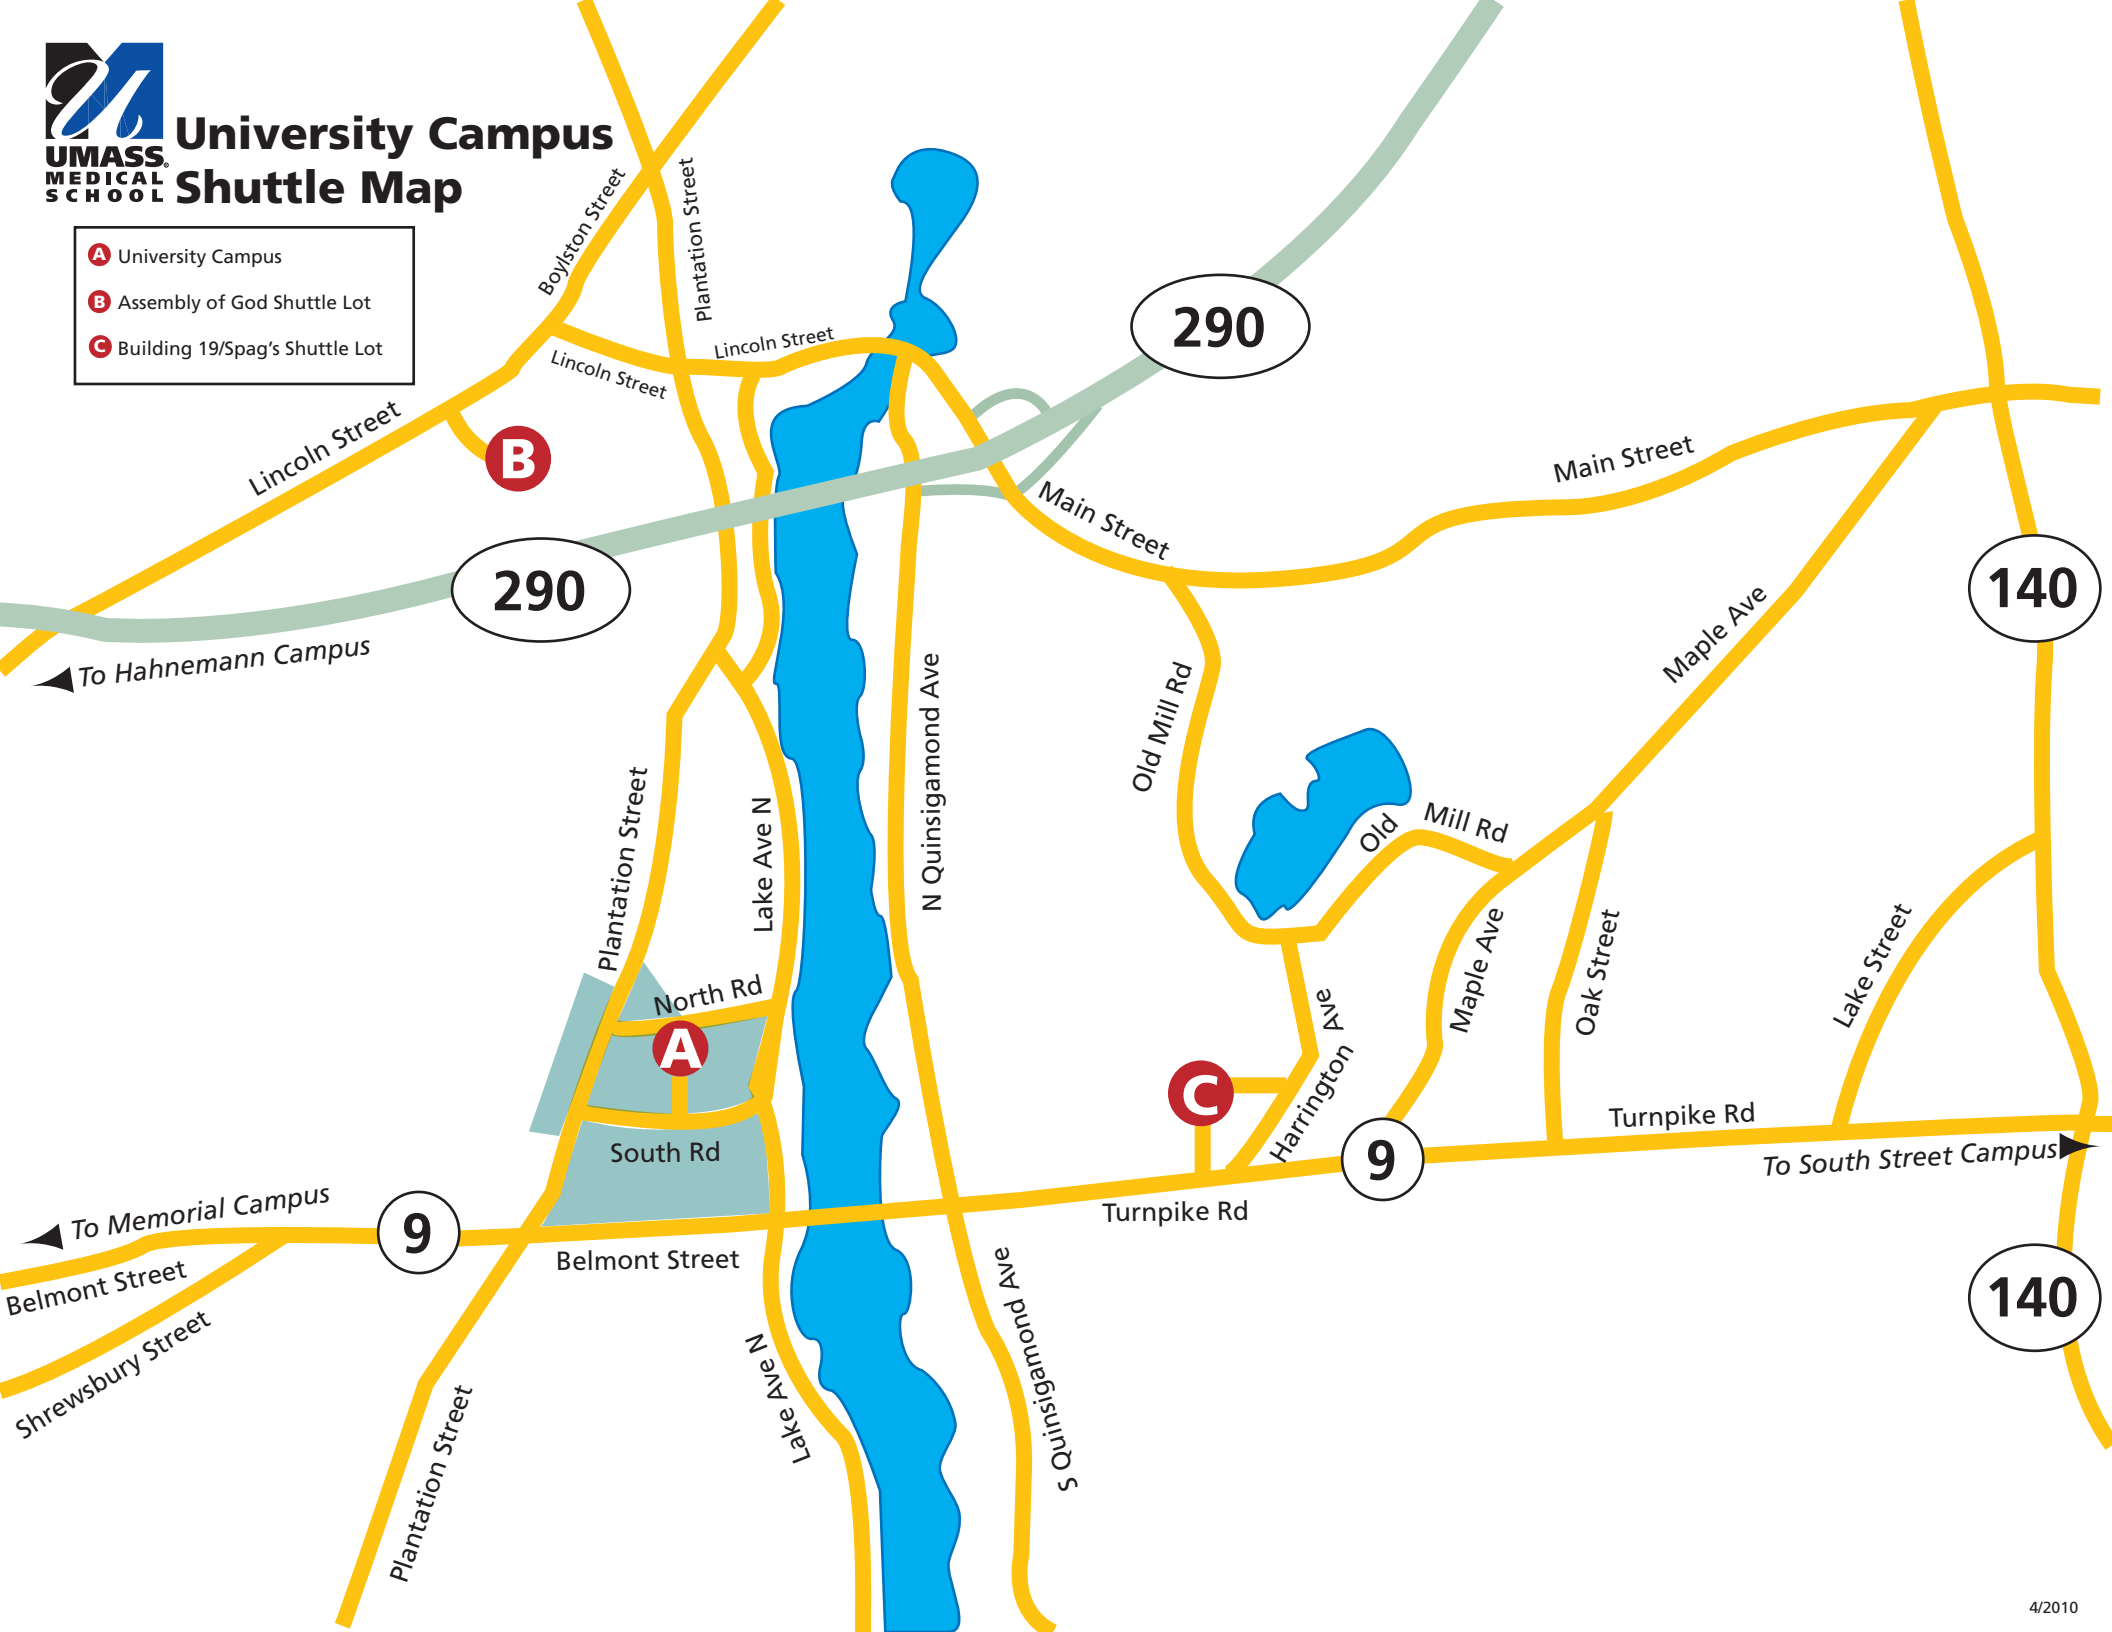 UMASS®
MEDICAL
SCHOOL
University Campus
Shuttle Map
A University Campus
B Assembly of God Shuttle Lot
C Building 19/Spag's Shuttle Lot
Boylston Street
Plantation Street
Lincoln Street
Lincoln Street
Lincoln Street
290
B
290
Main Street
Main Street
140
To Hahnemann Campus
Maple Ave
Old Mill Rd
N Quinsigamond Ave
Plantation Street
Lake Ave N
Old
Mill Rd
Maple Ave
Oak Street
Lake Street
North Rd
A
Harrington
Ave
C
South Rd
Turnpike Rd
9
To South Street Campus
To Memorial Campus
9
Turnpike Rd
Belmont Street
Belmont Street
Shrewsbury Street
140
Lake Ave N
S Quinsigamond Ave
Plantation Street
4/2010